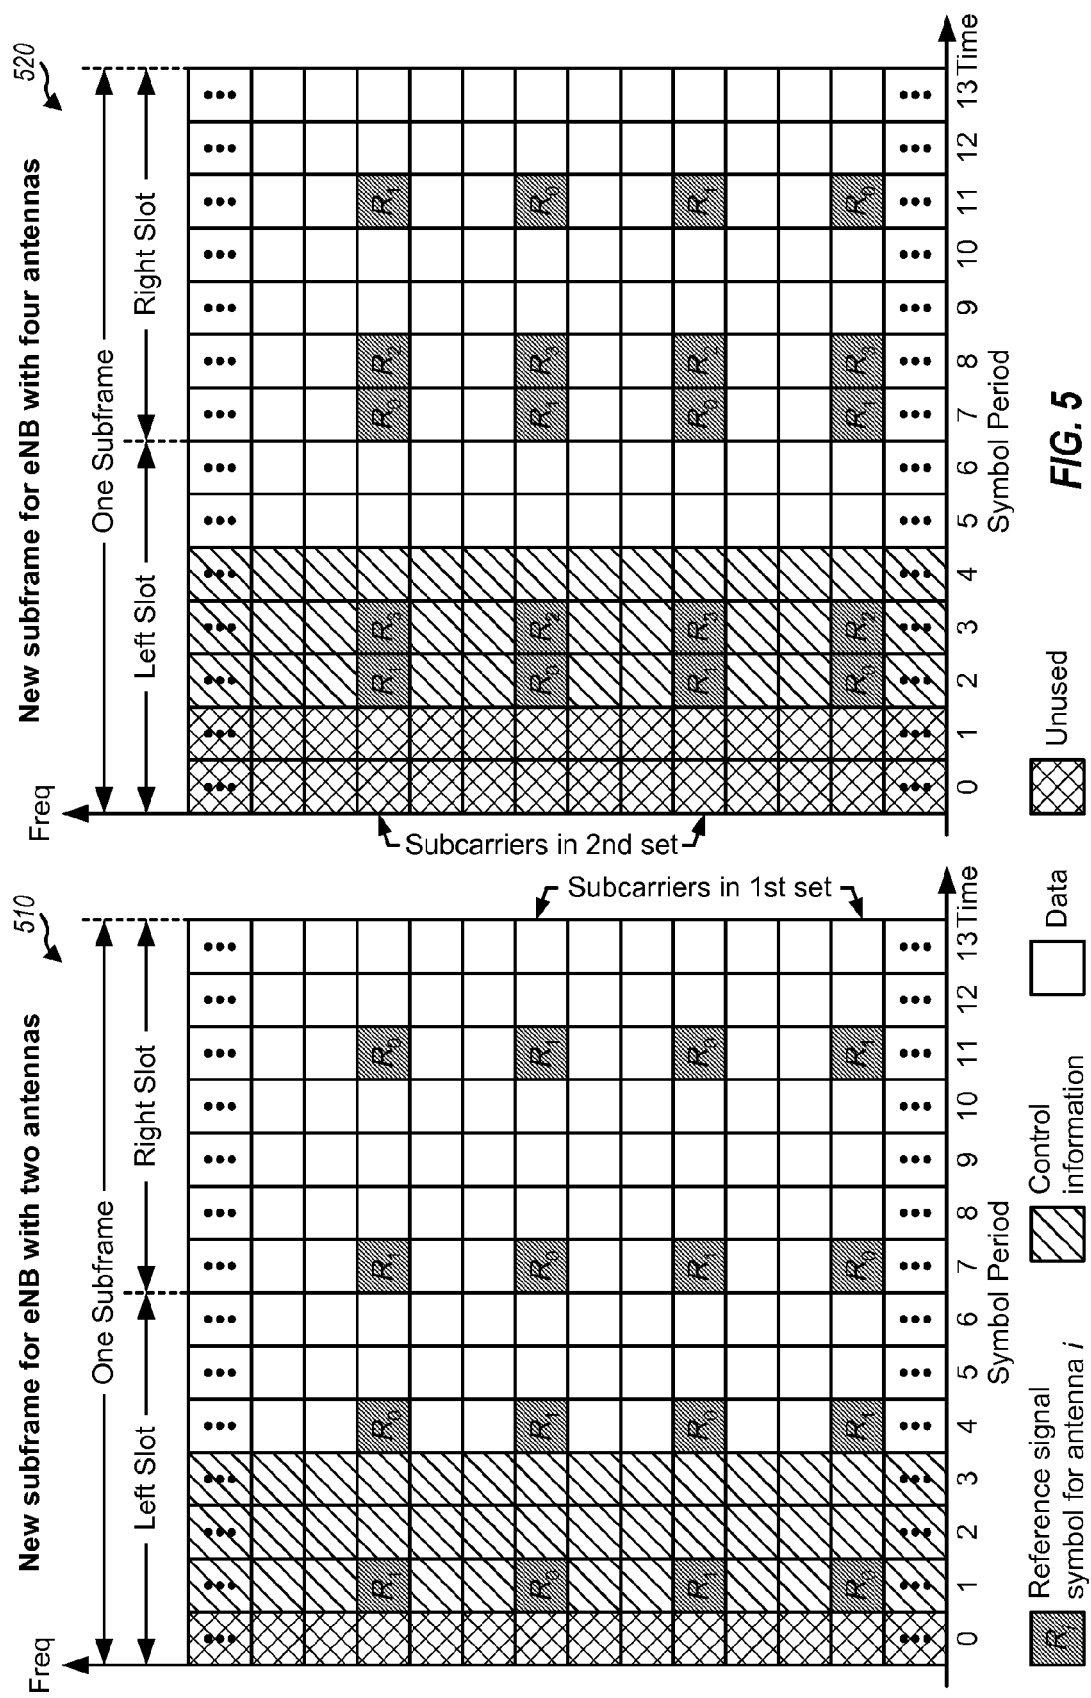 New subframe for eNB with two antennas
510
Freq
One Subframe
Left Slot
Right Slot
R₁ R₀ R₁ R₀
R₀ R₁ R₀ R₁
R₁ R₀ R₁ R₀
R₀ R₁ R₀ R₁
0 1 2 3 4 5 6 7 8 9 10 11 12 13 Time
Symbol Period
Subcarriers in 1st set
Subcarriers in 2nd set
New subframe for eNB with four antennas
520
Freq
One Subframe
Left Slot
Right Slot
R₁ R₃ R₀ R₂ R₁
R₀ R₂ R₁ R₃ R₀
R₁ R₃ R₀ R₂ R₁
R₀ R₂ R₁ R₃ R₀
0 1 2 3 4 5 6 7 8 9 10 11 12 13 Time
Symbol Period
Rᵢ
Reference signal
symbol for antenna i
Control
information
Data
Unused
FIG. 5